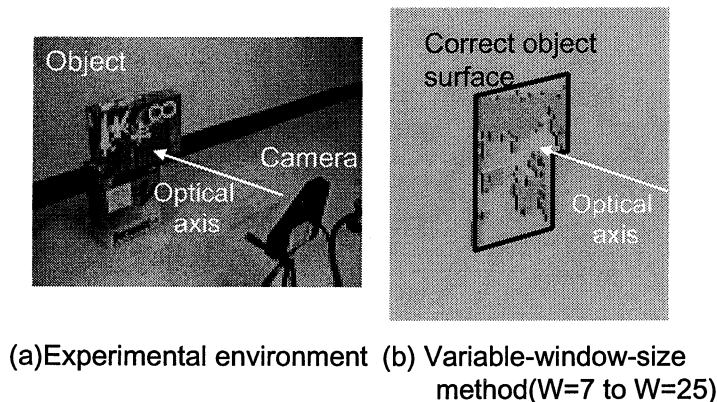 Object
Camera
Optical
axis
Correct object
surface
Optical
axis
(a)Experimental environment
(b) Variable-window-size
method(W=7 to W=25)